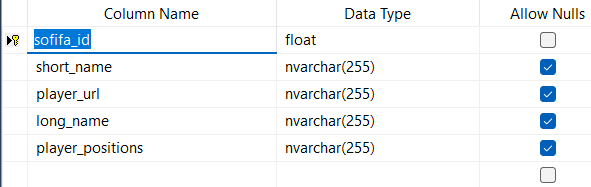 Column Name Data Type Allow Nulls
sofifa_id float
short_name nvarchar(255)
player_url nvarchar(255)
long_name nvarchar(255)
player_positions nvarchar(255)